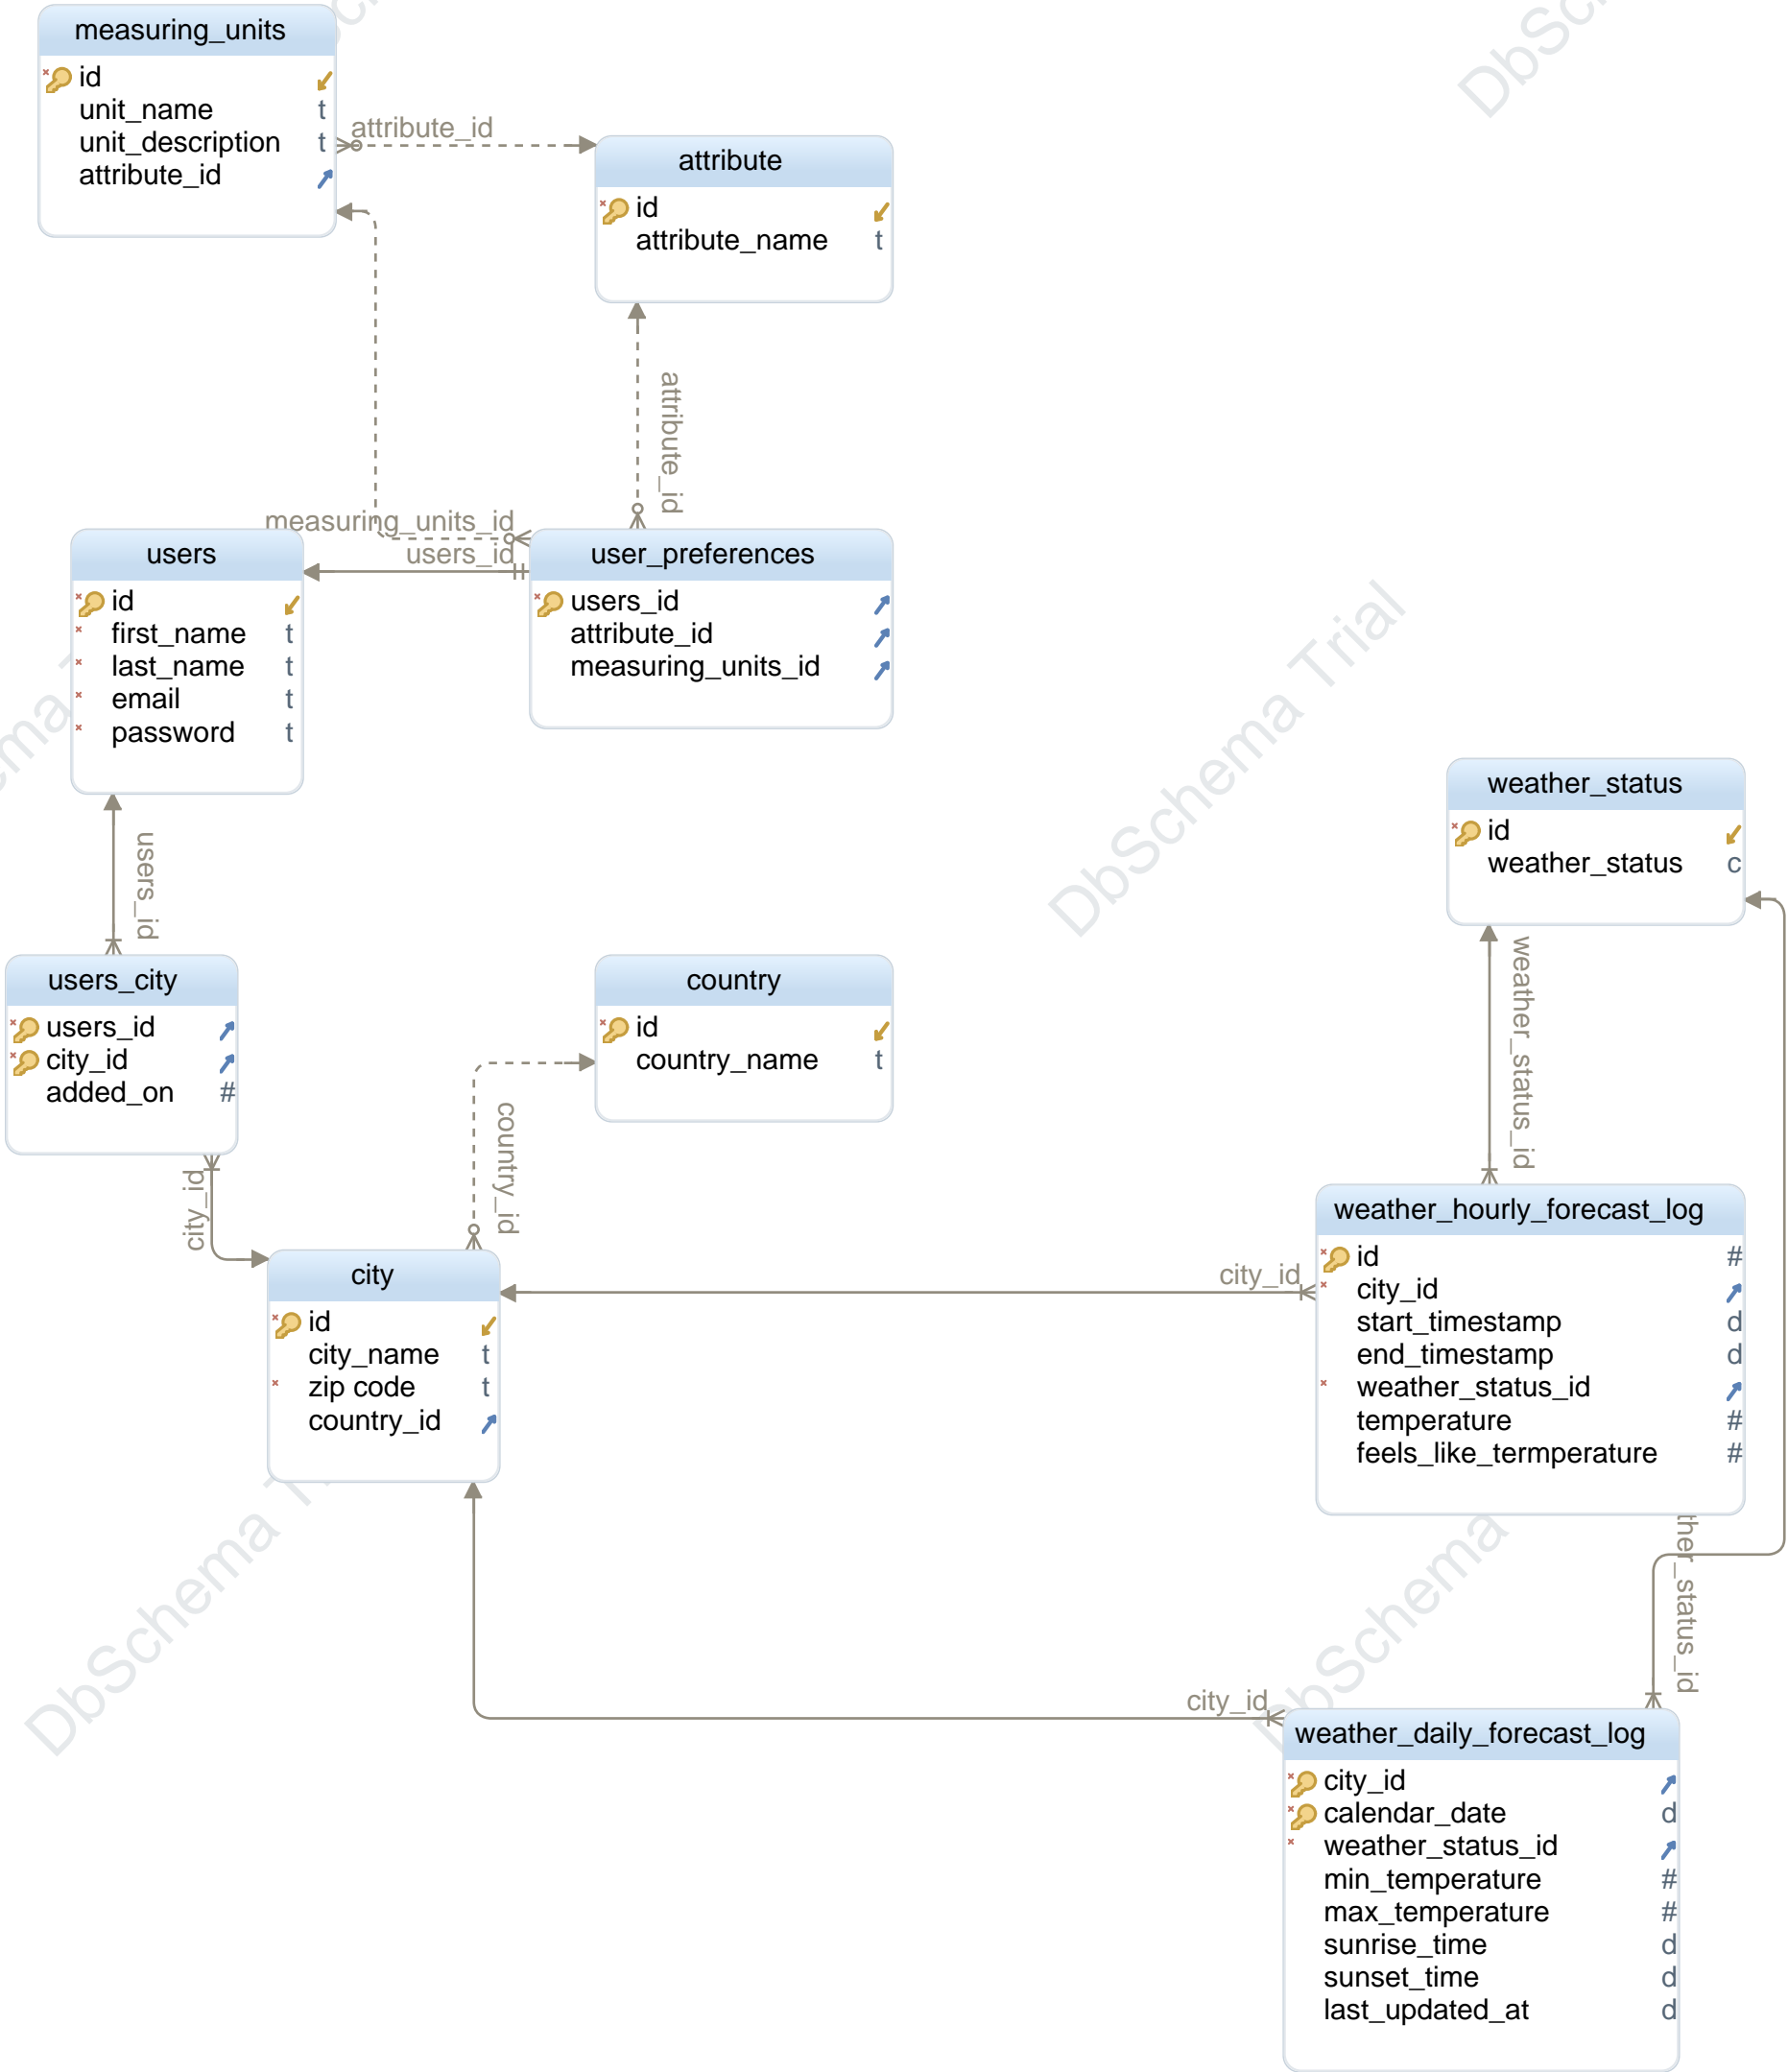 measuring_units
id
unit_name t
unit_description t
attribute_id
attribute_id
attribute
id
attribute_name t
attribute_id
measuring_units_id
users_id
users
id
first_name t
last_name t
email t
password t
user_preferences
users_id
attribute_id
measuring_units_id
DbSchema Trial
weather_status
id
weather_status c
users_id
users_city
users_id
city_id
added_on #
country
id
country_name t
weather_status_id
city_id
country_id
city
id
city_name t
zip code t
country_id
city_id
weather_hourly_forecast_log
id #
city_id
start_timestamp d
end_timestamp d
weather_status_id
temperature #
feels_like_termperature #
ther_status_id
DbSchema
DbSchema
city_id
weather_daily_forecast_log
city_id
calendar_date d
weather_status_id
min_temperature #
max_temperature #
sunrise_time d
sunset_time d
last_updated_at d